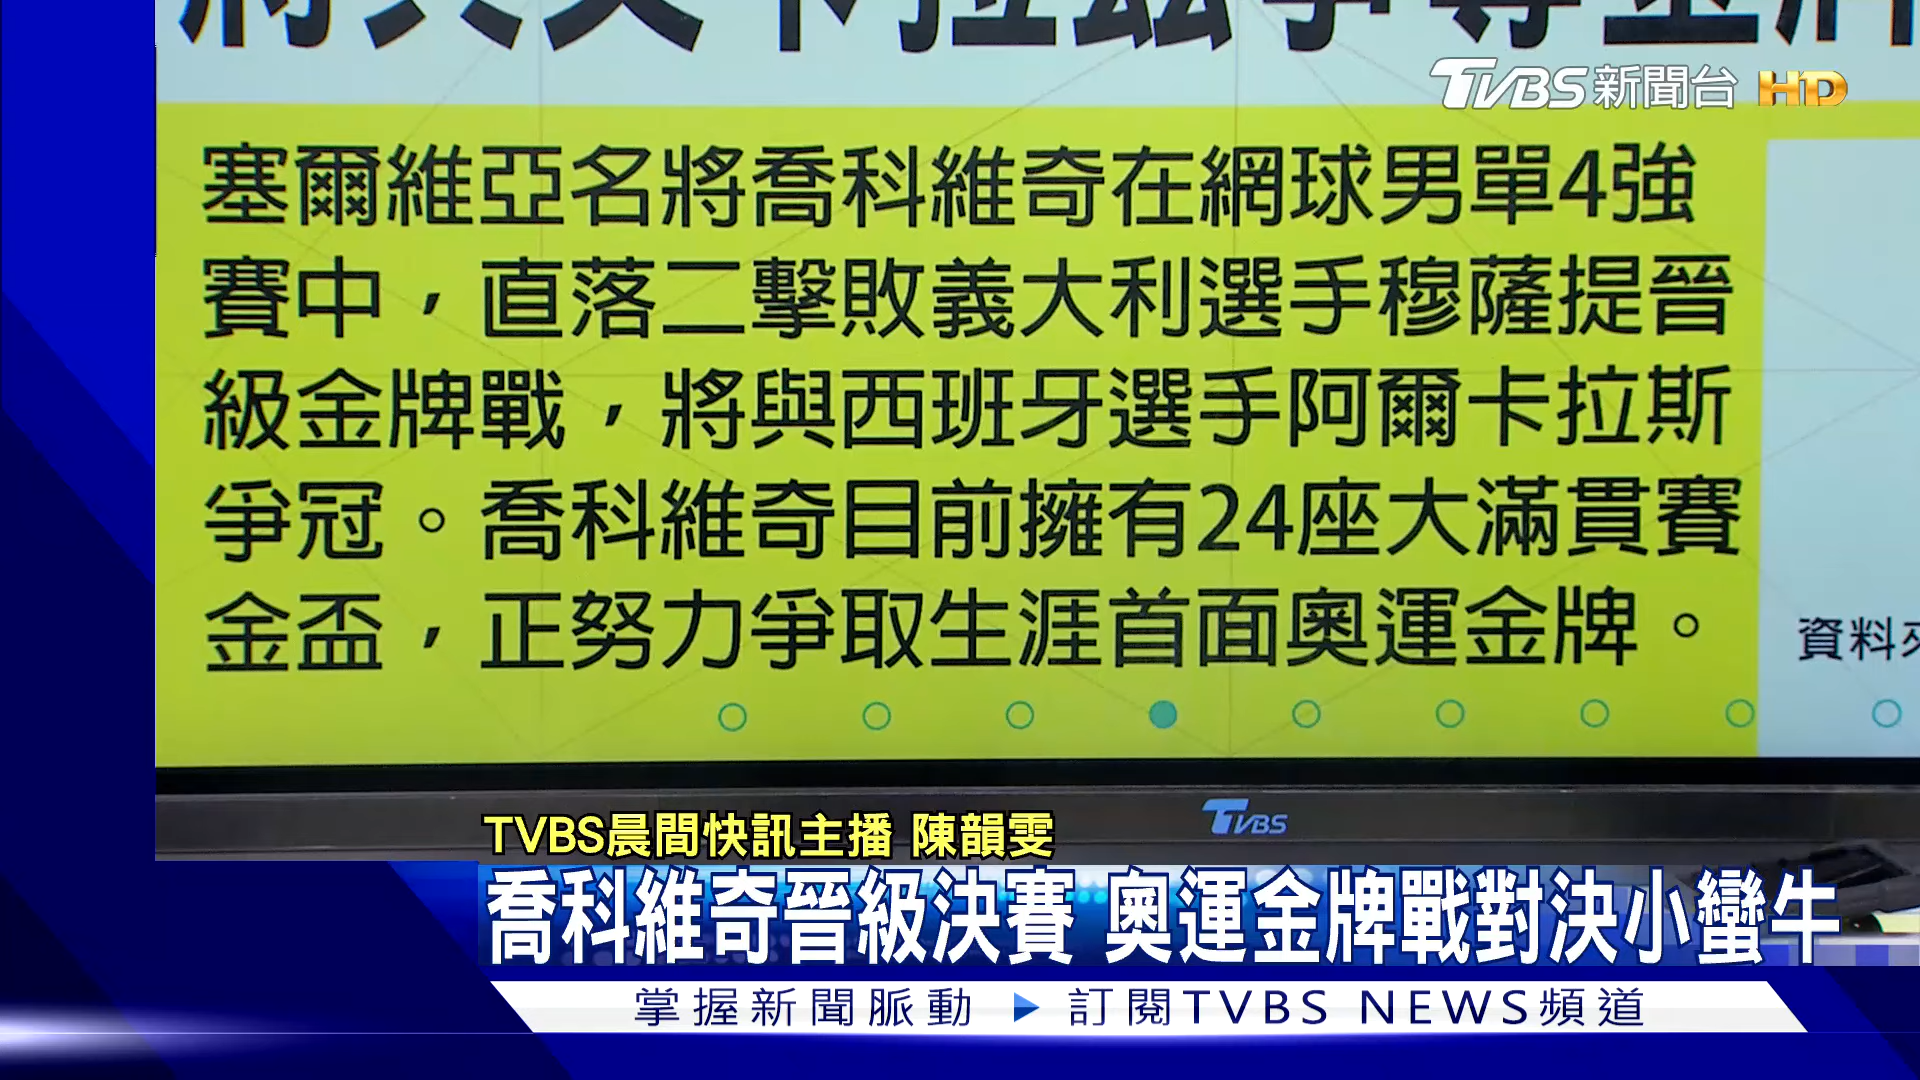 TVBS新聞台 HD
塞爾維亞名將喬科維奇在網球男單4強
賽中，直落二擊敗義大利選手穆薩提晉
級金牌戰，將與西班牙選手阿爾卡拉斯
爭冠。喬科維奇目前擁有24座大滿貫賽
金盃，正努力爭取生涯首面奧運金牌。
資料
TVBS
TVBS晨間快訊主播 陳韻雯
喬科維奇晉級決賽 奧運金牌戰對決小蠻牛
掌握新聞脈動 ▶ 訂閱TVBS NEWS頻道